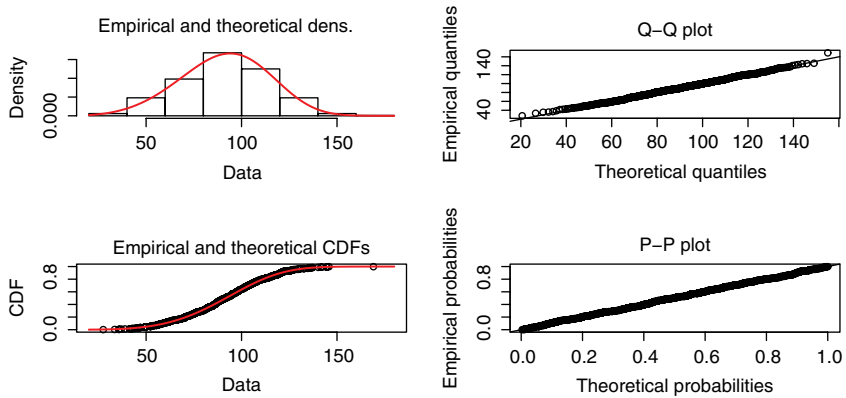 Empirical and theoretical dens.
Density
0.000
50 100 150
Data
Q–Q plot
Empirical quantiles
40 140
20 40 60 80 100 120 140
Theoretical quantiles
Empirical and theoretical CDFs
CDF
0.0 0.8
50 100 150
Data
P–P plot
Empirical probabilities
0.0 0.8
0.0 0.2 0.4 0.6 0.8 1.0
Theoretical probabilities